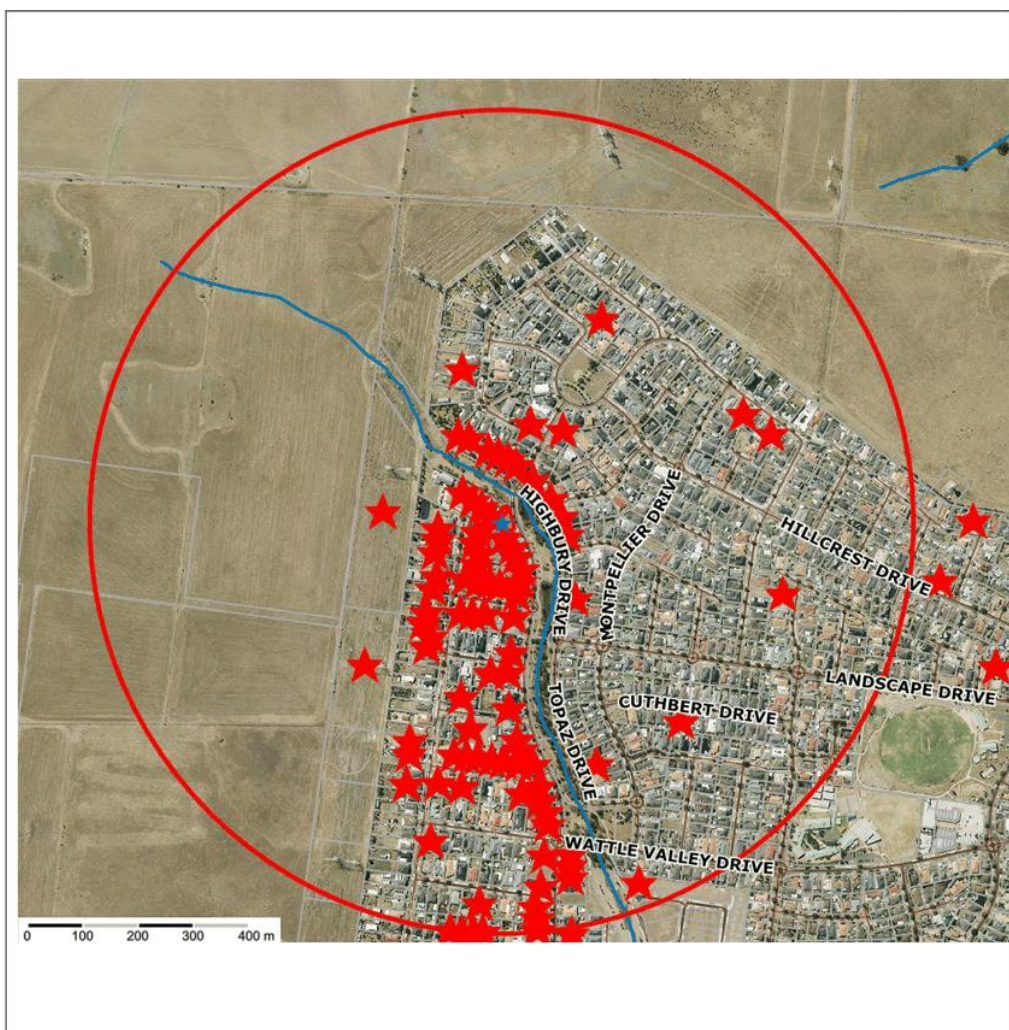 HIGHBURY DRIVE
MONTPELLIER DRIVE
HILLCREST DRIVE
LANDSCAPE DRIVE
CUTHBERT DRIVE
TOPAZ DRIVE
WATTLE VALLEY DRIVE
0 100 200 300 400 m